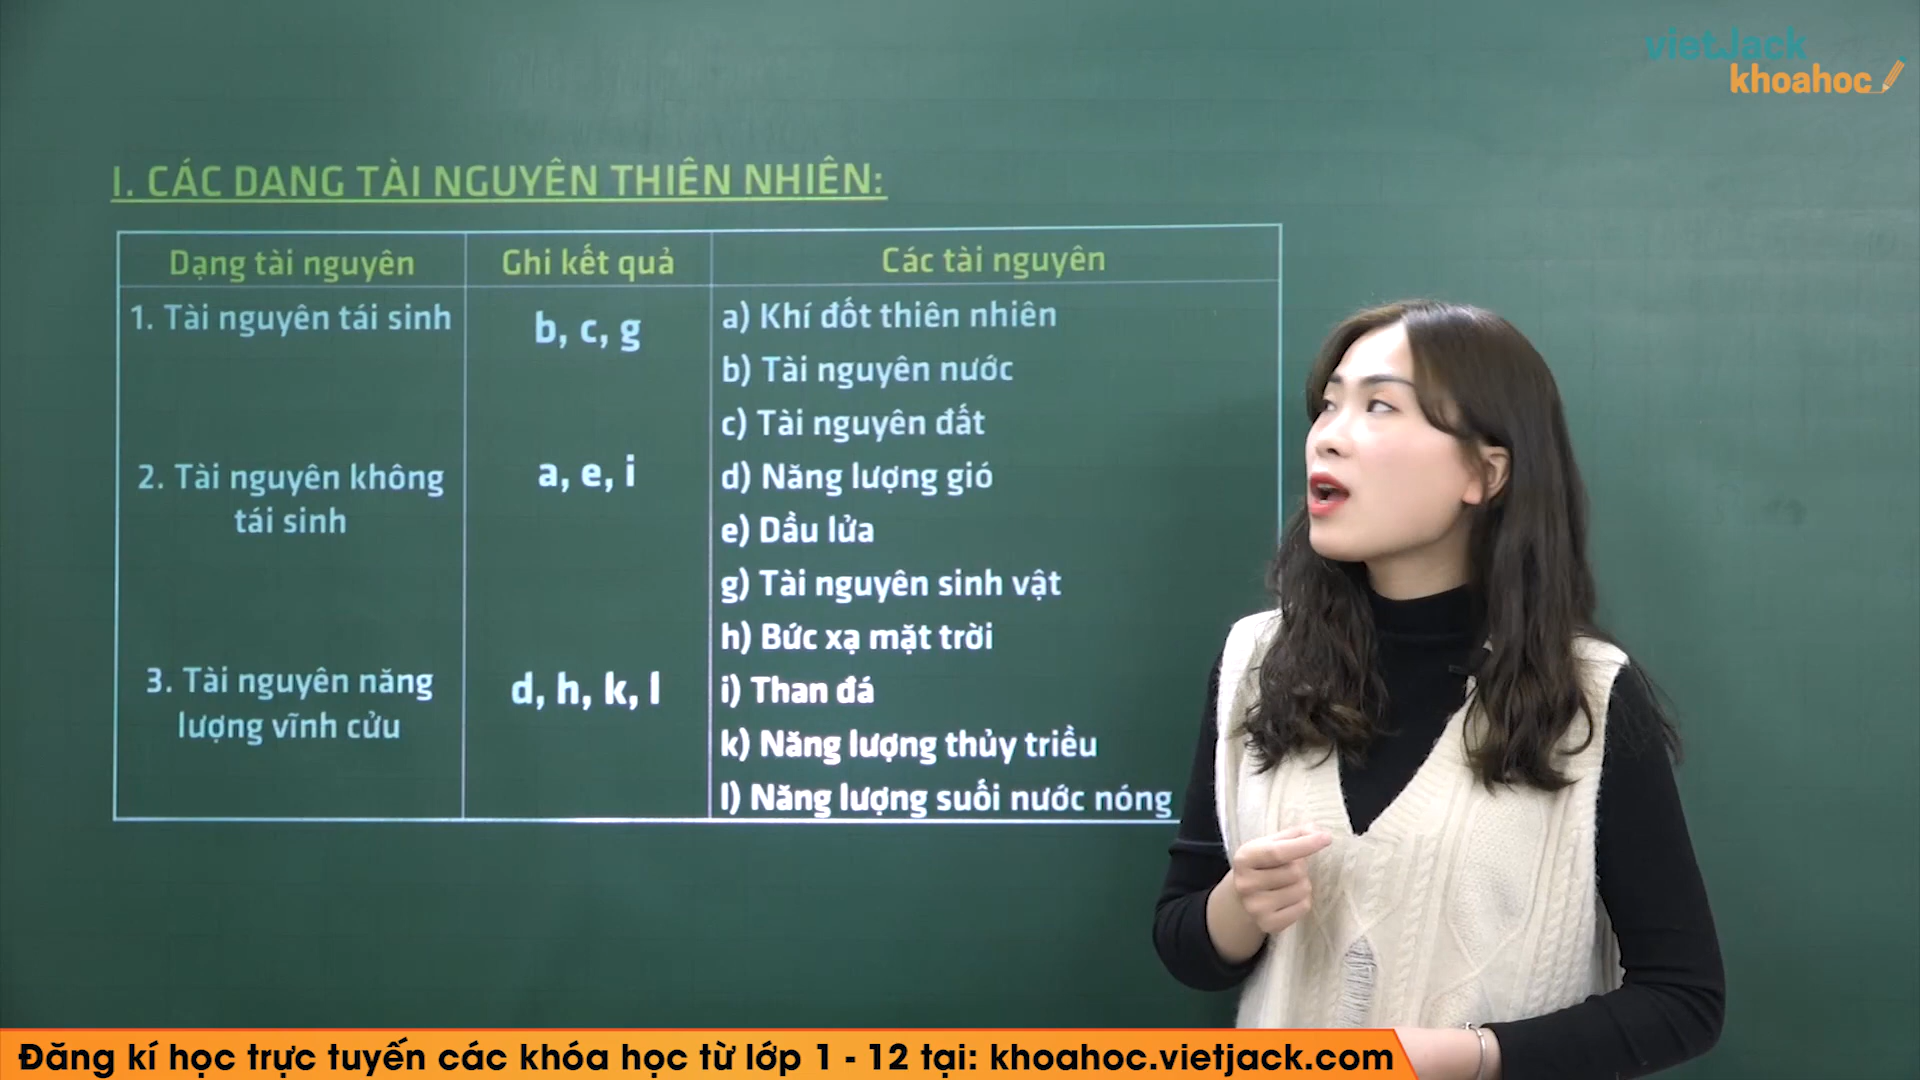 vietJack
khoahoc
I. CÁC DẠNG TÀI NGUYÊN THIÊN NHIÊN:
Dạng tài nguyên
Ghi kết quả
Các tài nguyên
1. Tài nguyên tái sinh
b, c, g
2. Tài nguyên không
tái sinh
a, e, i
3. Tài nguyên năng
lượng vĩnh cửu
d, h, k, l
a) Khí đốt thiên nhiên
b) Tài nguyên nước
c) Tài nguyên đất
d) Năng lượng gió
e) Dầu lửa
g) Tài nguyên sinh vật
h) Bức xạ mặt trời
i) Than đá
k) Năng lượng thủy triều
l) Năng lượng suối nước nóng
Đăng kí học trực tuyến các khóa học từ lớp 1 - 12 tại: khoahoc.vietjack.com